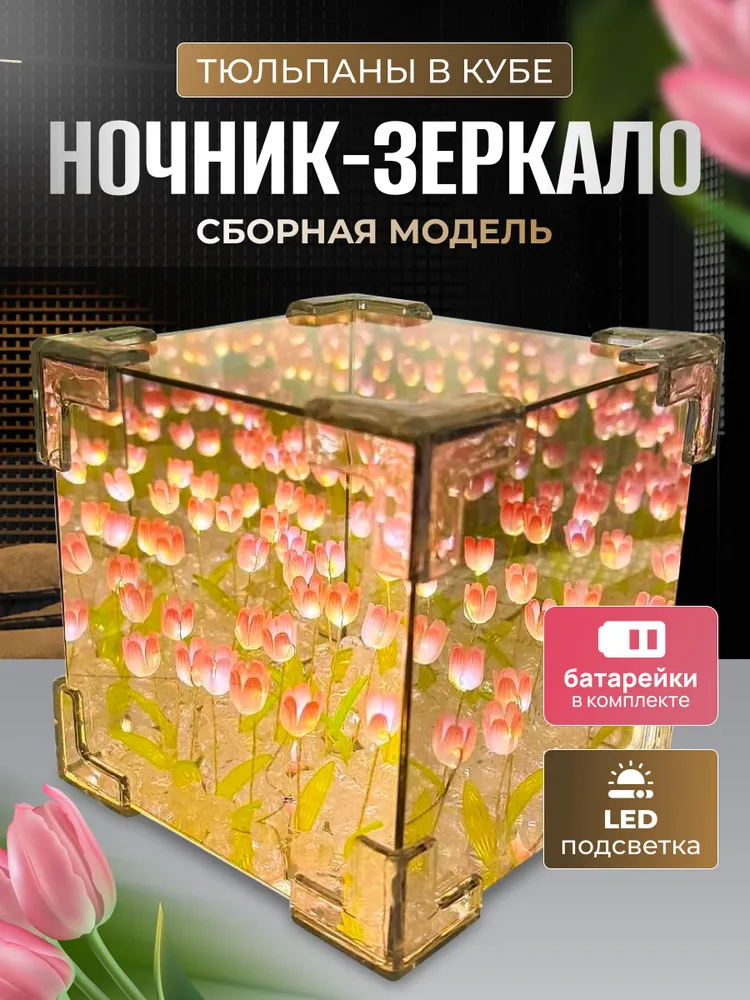 ТЮЛЬПАНЫ В КУБЕ
НОЧНИК-ЗЕРКАЛО
СБОРНАЯ МОДЕЛЬ
батарейки
в комплекте
LED
подсветка